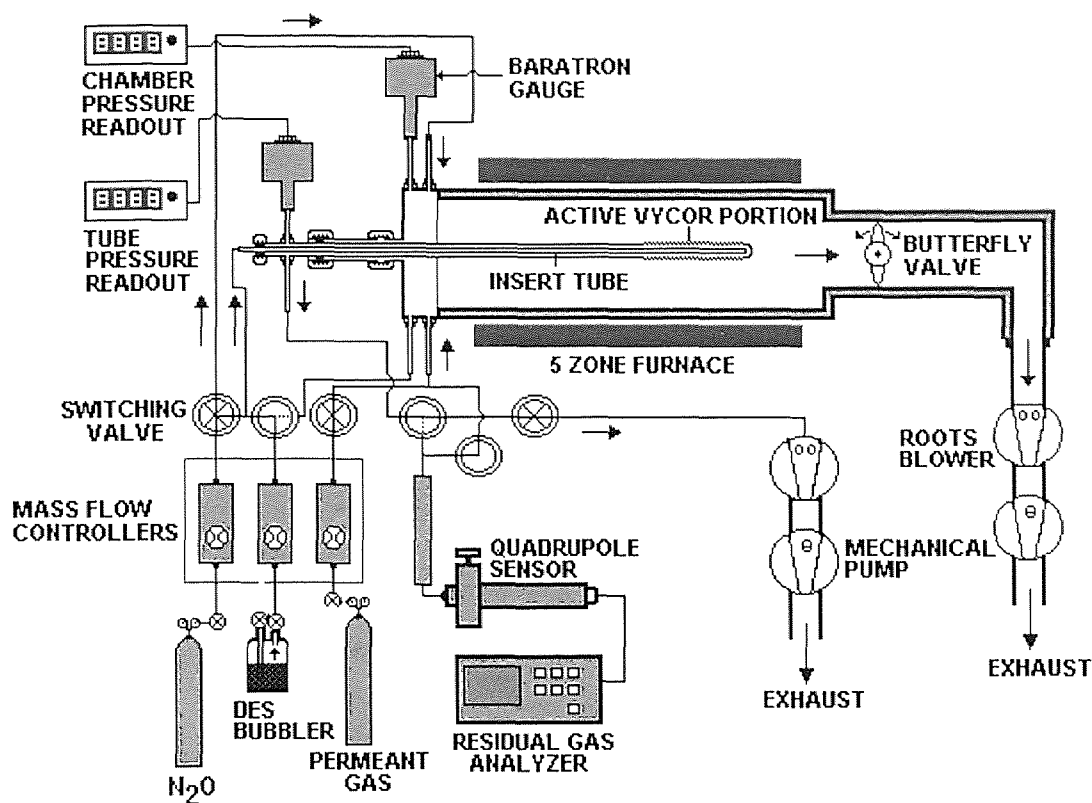 CHAMBER
PRESSURE
READOUT
BARATRON
GAUGE
TUBE
PRESSURE
READOUT
ACTIVE VYCOR PORTION
BUTTERFLY
VALVE
INSERT TUBE
5 ZONE FURNACE
SWITCHING
VALVE
ROOTS
BLOWER
MASS FLOW
CONTROLLERS
QUADRUPOLE
SENSOR
MECHANICAL
PUMP
EXHAUST
EXHAUST
DES
BUBBLER
PERMEANT
GAS
RESIDUAL GAS
ANALYZER
N2O